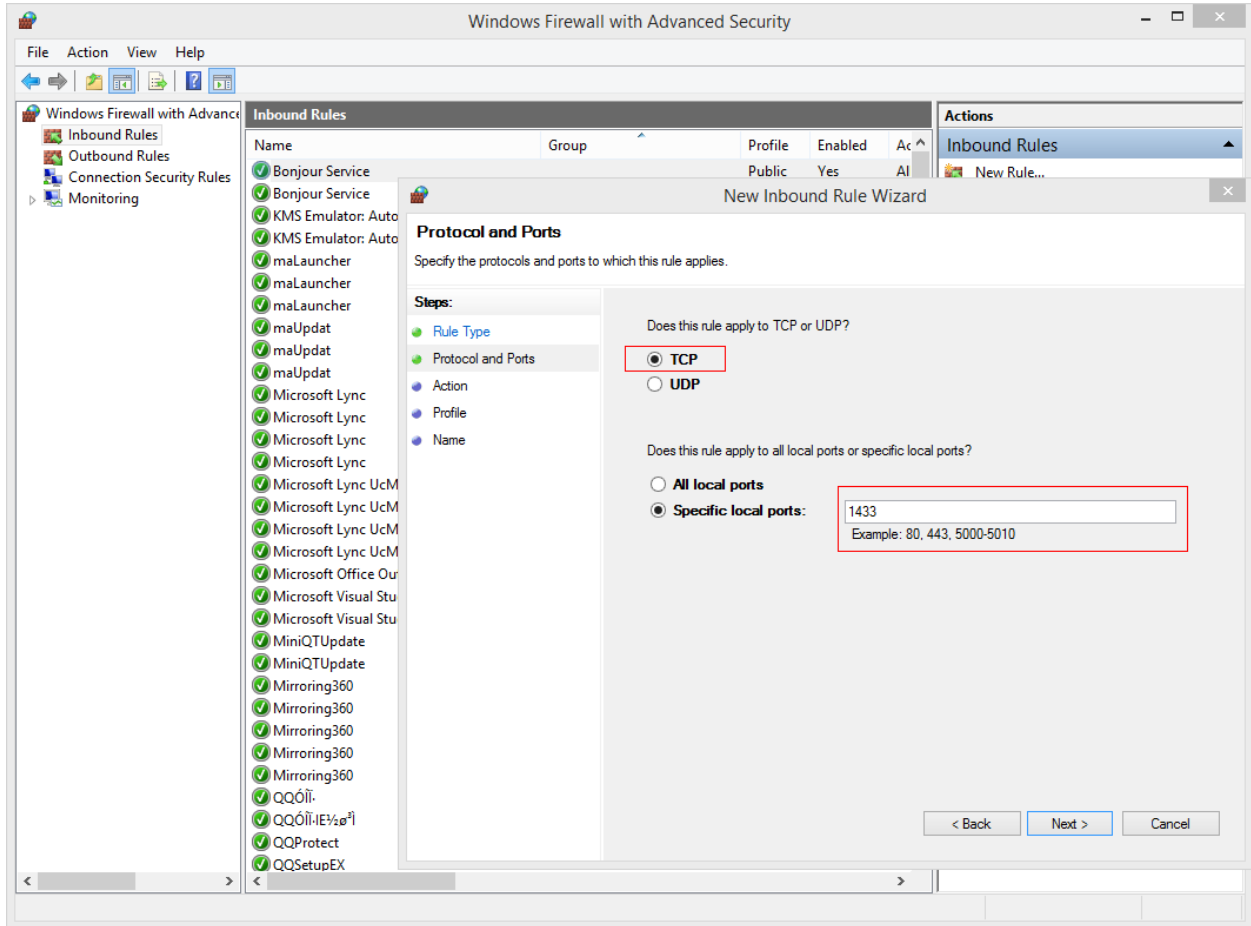 Windows Firewall with Advanced Security
File Action View Help
Windows Firewall with Advance
Inbound Rules
Outbound Rules
Connection Security Rules
Monitoring
Inbound Rules
Name Group Profile Enabled Ac
Bonjour Service Public Yes Al
Bonjour Service
KMS Emulator: Auto
KMS Emulator: Auto
maLauncher
maLauncher
maLauncher
maUpdat
maUpdat
maUpdat
Microsoft Lync
Microsoft Lync
Microsoft Lync
Microsoft Lync
Microsoft Lync UcM
Microsoft Lync UcM
Microsoft Lync UcM
Microsoft Lync UcM
Microsoft Office Ou
Microsoft Visual Stu
Microsoft Visual Stu
MiniQTUpdate
MiniQTUpdate
Mirroring360
Mirroring360
Mirroring360
Mirroring360
Mirroring360
QQÓÎÏ·
QQÓÎÏ·ÏÊ½ø³Ì
QQProtect
QQSetupEX
Actions
Inbound Rules
New Rule...
New Inbound Rule Wizard
Protocol and Ports
Specify the protocols and ports to which this rule applies.
Steps:
Rule Type
Protocol and Ports
Action
Profile
Name
Does this rule apply to TCP or UDP?
TCP
UDP
Does this rule apply to all local ports or specific local ports?
All local ports
Specific local ports:
1433
Example: 80, 443, 5000-5010
< Back Next > Cancel